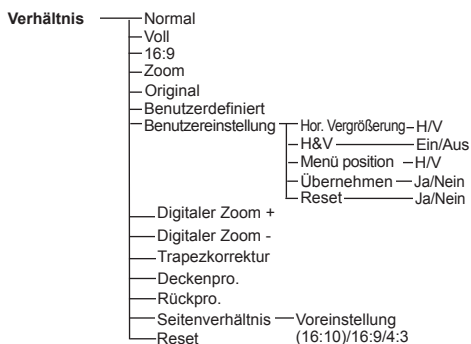 Verhältnis Normal
Voll
16:9
Zoom
Original
Benutzerdefiniert
Benutzereinstellung Hor. Vergrößerung H/V
H&V Ein/Aus
Menü position H/V
Übernehmen Ja/Nein
Reset Ja/Nein
Digitaler Zoom +
Digitaler Zoom -
Trapezkorrektur
Deckenpro.
Rückpro.
Seitenverhältnis Voreinstellung
(16:10)/16:9/4:3
Reset